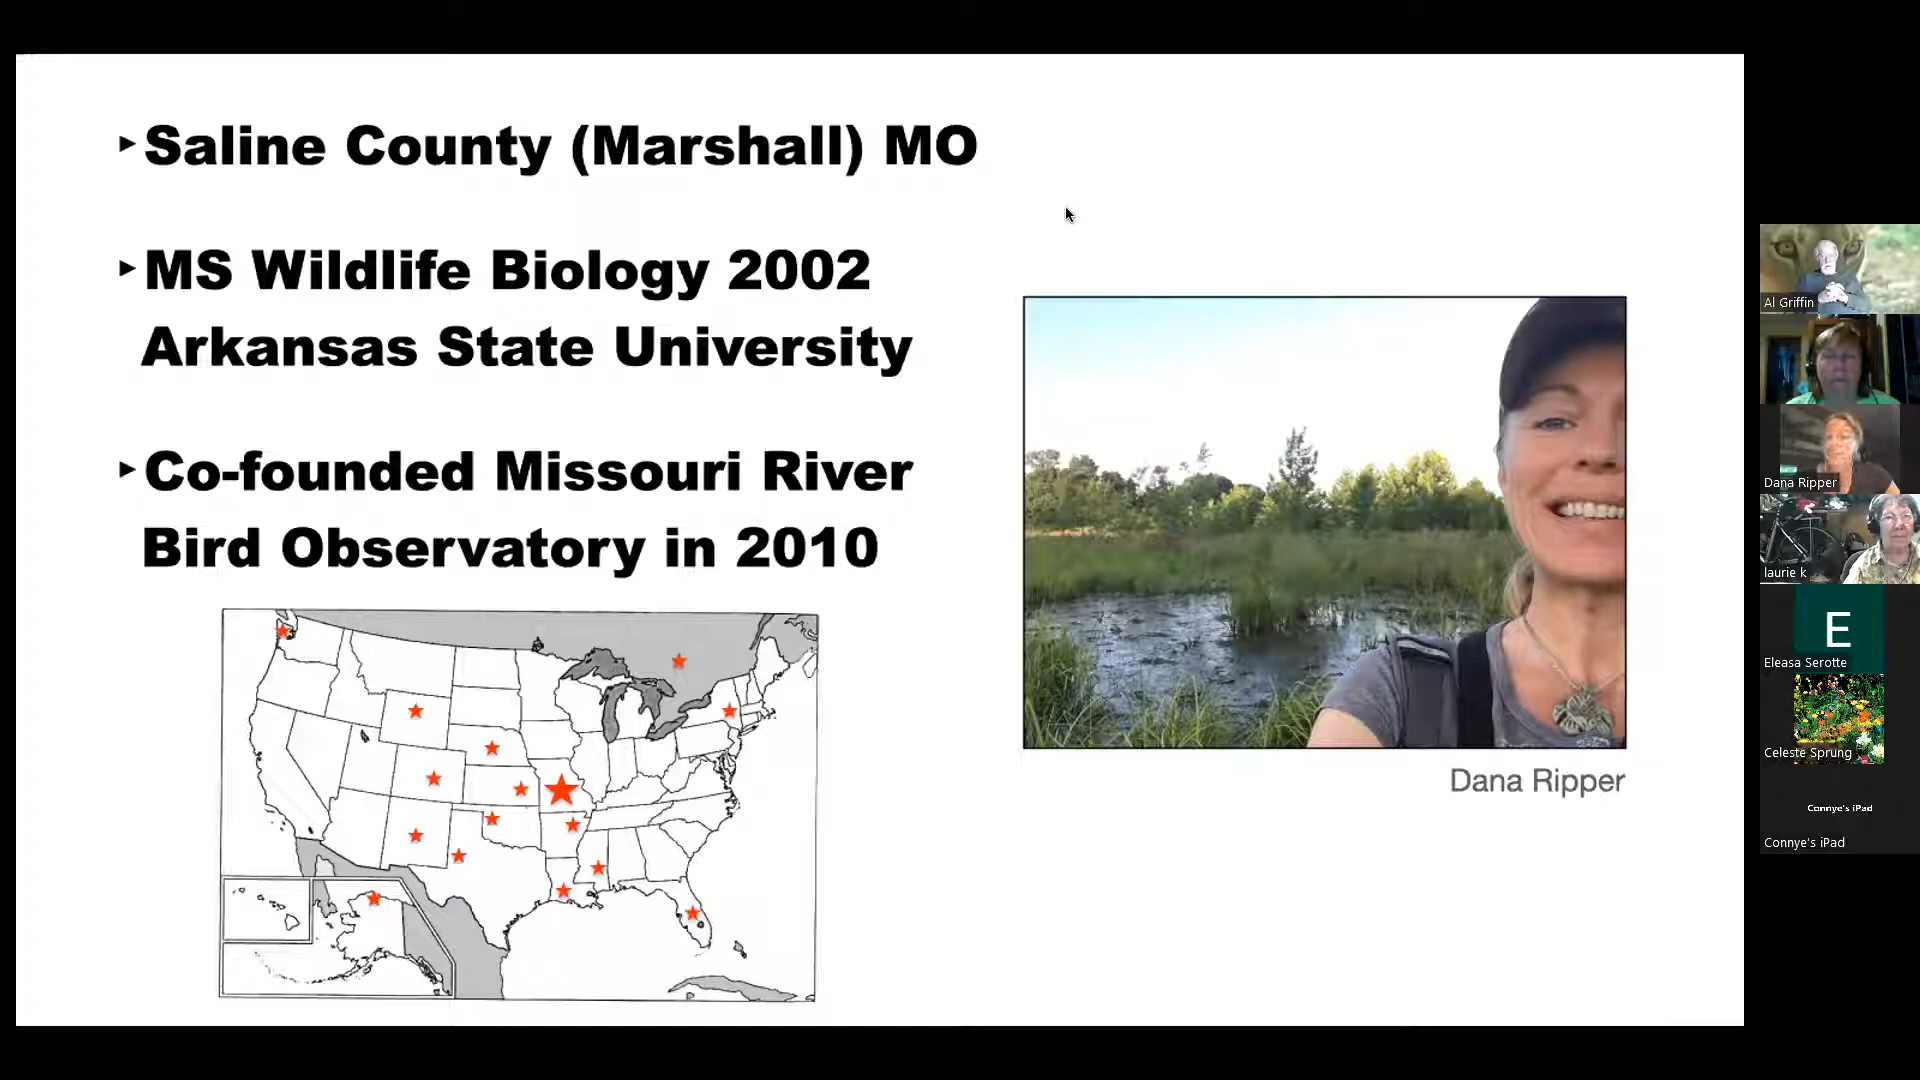 Saline County (Marshall) MO
MS Wildlife Biology 2002
Arkansas State University
Co-founded Missouri River
Bird Observatory in 2010
Dana Ripper
Al Griffin
Dana Ripper
laurie k
E
Eleasa Serotte
Celeste Sprung
Connye's iPad
Connye's iPad